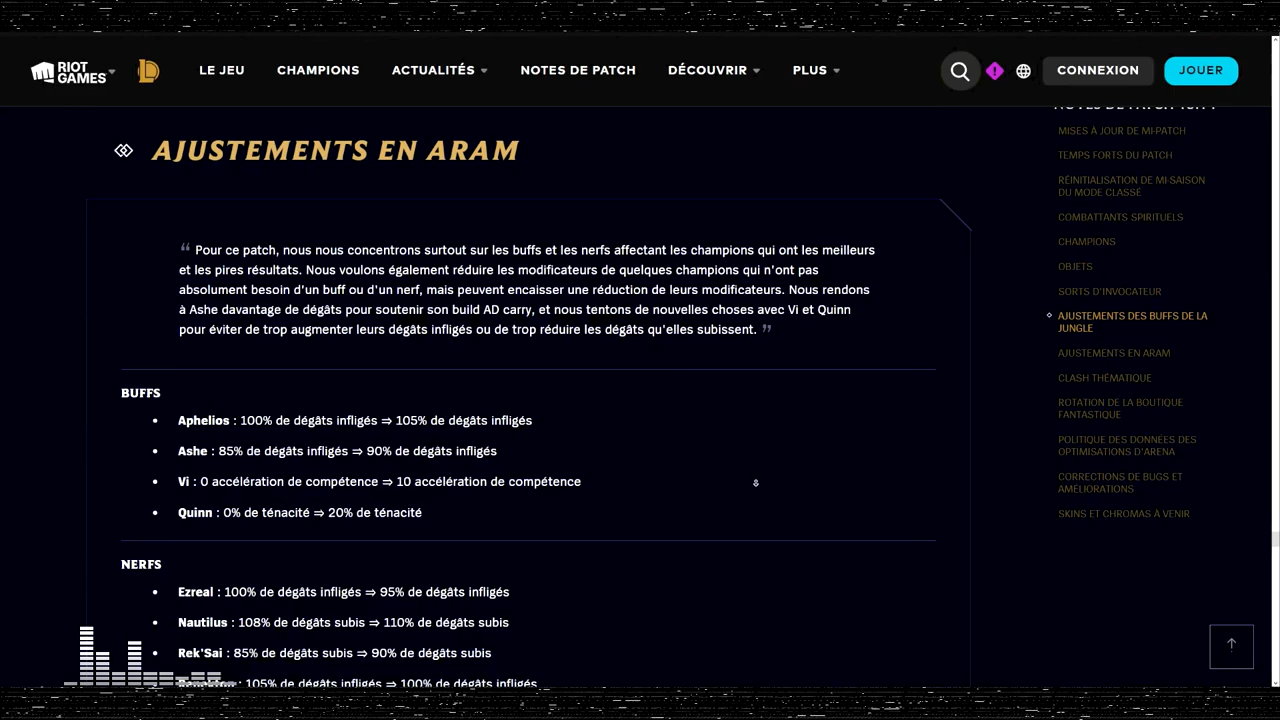 RIOT GAMES
LE JEU
CHAMPIONS
ACTUALITÉS
NOTES DE PATCH
DÉCOUVRIR
PLUS
CONNEXION
JOUER
AJUSTEMENTS EN ARAM
“ Pour ce patch, nous nous concentrons surtout sur les buffs et les nerfs affectant les champions qui ont les meilleurs
et les pires résultats. Nous voulons également réduire les modificateurs de quelques champions qui n'ont pas
absolument besoin d'un buff ou d'un nerf, mais peuvent encaisser une réduction de leurs modificateurs. Nous rendons
à Ashe davantage de dégâts pour soutenir son build AD carry, et nous tentons de nouvelles choses avec Vi et Quinn
pour éviter de trop augmenter leurs dégâts infligés ou de trop réduire les dégâts qu'elles subissent. ”
BUFFS
• Aphelios : 100% de dégâts infligés ⇒ 105% de dégâts infligés
• Ashe : 85% de dégâts infligés ⇒ 90% de dégâts infligés
• Vi : 0 accélération de compétence ⇒ 10 accélération de compétence
• Quinn : 0% de ténacité ⇒ 20% de ténacité
NERFS
• Ezreal : 100% de dégâts infligés ⇒ 95% de dégâts infligés
• Nautilus : 108% de dégâts subis ⇒ 110% de dégâts subis
• Rek'Sai : 85% de dégâts subis ⇒ 90% de dégâts subis
: 105% de dégâts infligés ⇒ 100% de dégâts infligés
MISES À JOUR DE MI-PATCH
TEMPS FORTS DU PATCH
RÉINITIALISATION DE MI-SAISON
DU MODE CLASSÉ
COMBATTANTS SPIRITUELS
CHAMPIONS
OBJETS
SORTS D'INVOCATEUR
AJUSTEMENTS DES BUFFS DE LA
JUNGLE
AJUSTEMENTS EN ARAM
CLASH THÉMATIQUE
ROTATION DE LA BOUTIQUE
FANTASTIQUE
POLITIQUE DES DONNÉES DES
OPTIMISATIONS D'ARENA
CORRECTIONS DE BUGS ET
AMÉLIORATIONS
SKINS ET CHROMAS À VENIR